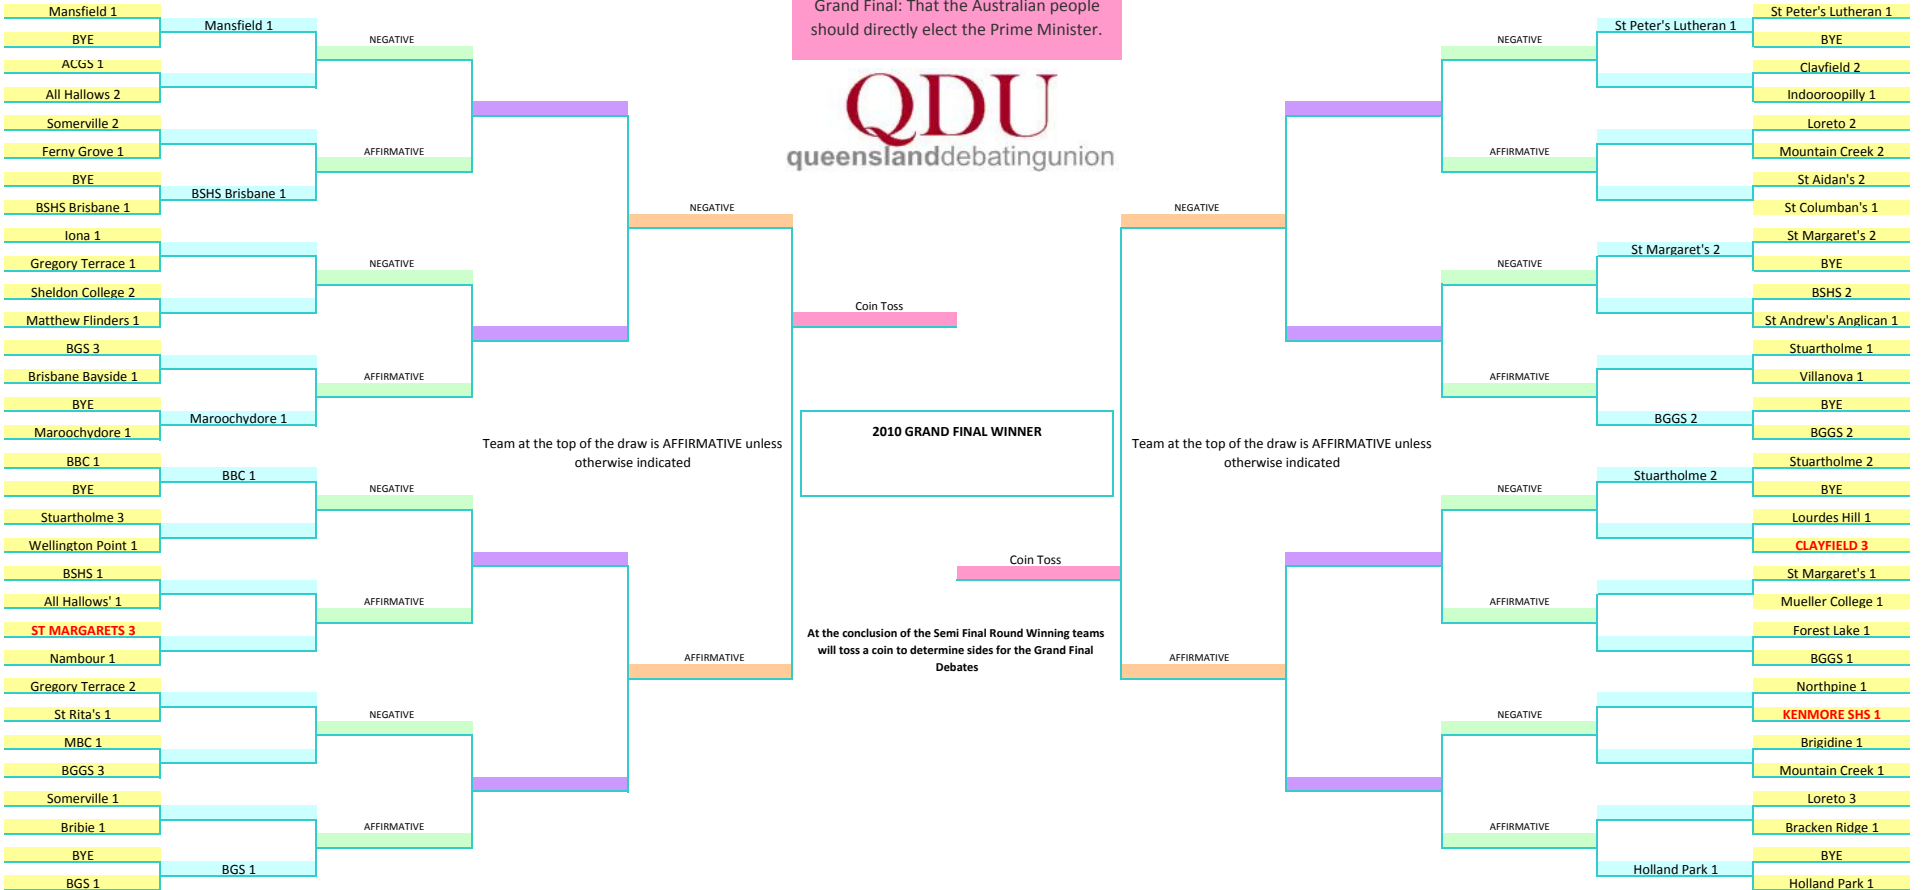 Grand Final: That the Australian people
should directly elect the Prime Minister.
QDU
queenslanddebatingunion
Mansfield 1
BYE
ACGS 1
All Hallows 2
Somerville 2
Ferny Grove 1
BYE
BSHS Brisbane 1
Iona 1
Gregory Terrace 1
Sheldon College 2
Matthew Flinders 1
BGS 3
Brisbane Bayside 1
BYE
Maroochydore 1
BBC 1
BYE
Stuartholme 3
Wellington Point 1
BSHS 1
All Hallows' 1
ST MARGARETS 3
Nambour 1
Gregory Terrace 2
St Rita's 1
MBC 1
BGGS 3
Somerville 1
Bribie 1
BYE
BGS 1
Mansfield 1
BSHS Brisbane 1
Maroochydore 1
BBC 1
BGS 1
NEGATIVE
AFFIRMATIVE
NEGATIVE
AFFIRMATIVE
NEGATIVE
AFFIRMATIVE
NEGATIVE
AFFIRMATIVE
Team at the top of the draw is AFFIRMATIVE unless
otherwise indicated
NEGATIVE
AFFIRMATIVE
Coin Toss
2010 GRAND FINAL WINNER
Coin Toss
At the conclusion of the Semi Final Round Winning teams
will toss a coin to determine sides for the Grand Final
Debates
NEGATIVE
AFFIRMATIVE
Team at the top of the draw is AFFIRMATIVE unless
otherwise indicated
NEGATIVE
AFFIRMATIVE
NEGATIVE
AFFIRMATIVE
NEGATIVE
AFFIRMATIVE
NEGATIVE
AFFIRMATIVE
St Peter's Lutheran 1
St Margaret's 2
BGGS 2
Stuartholme 2
Holland Park 1
St Peter's Lutheran 1
BYE
Clayfield 2
Indooroopilly 1
Loreto 2
Mountain Creek 2
St Aidan's 2
St Columban's 1
St Margaret's 2
BYE
BSHS 2
St Andrew's Anglican 1
Stuartholme 1
Villanova 1
BYE
BGGS 2
Stuartholme 2
BYE
Lourdes Hill 1
CLAYFIELD 3
St Margaret's 1
Mueller College 1
Forest Lake 1
BGGS 1
Northpine 1
KENMORE SHS 1
Brigidine 1
Mountain Creek 1
Loreto 3
Bracken Ridge 1
BYE
Holland Park 1